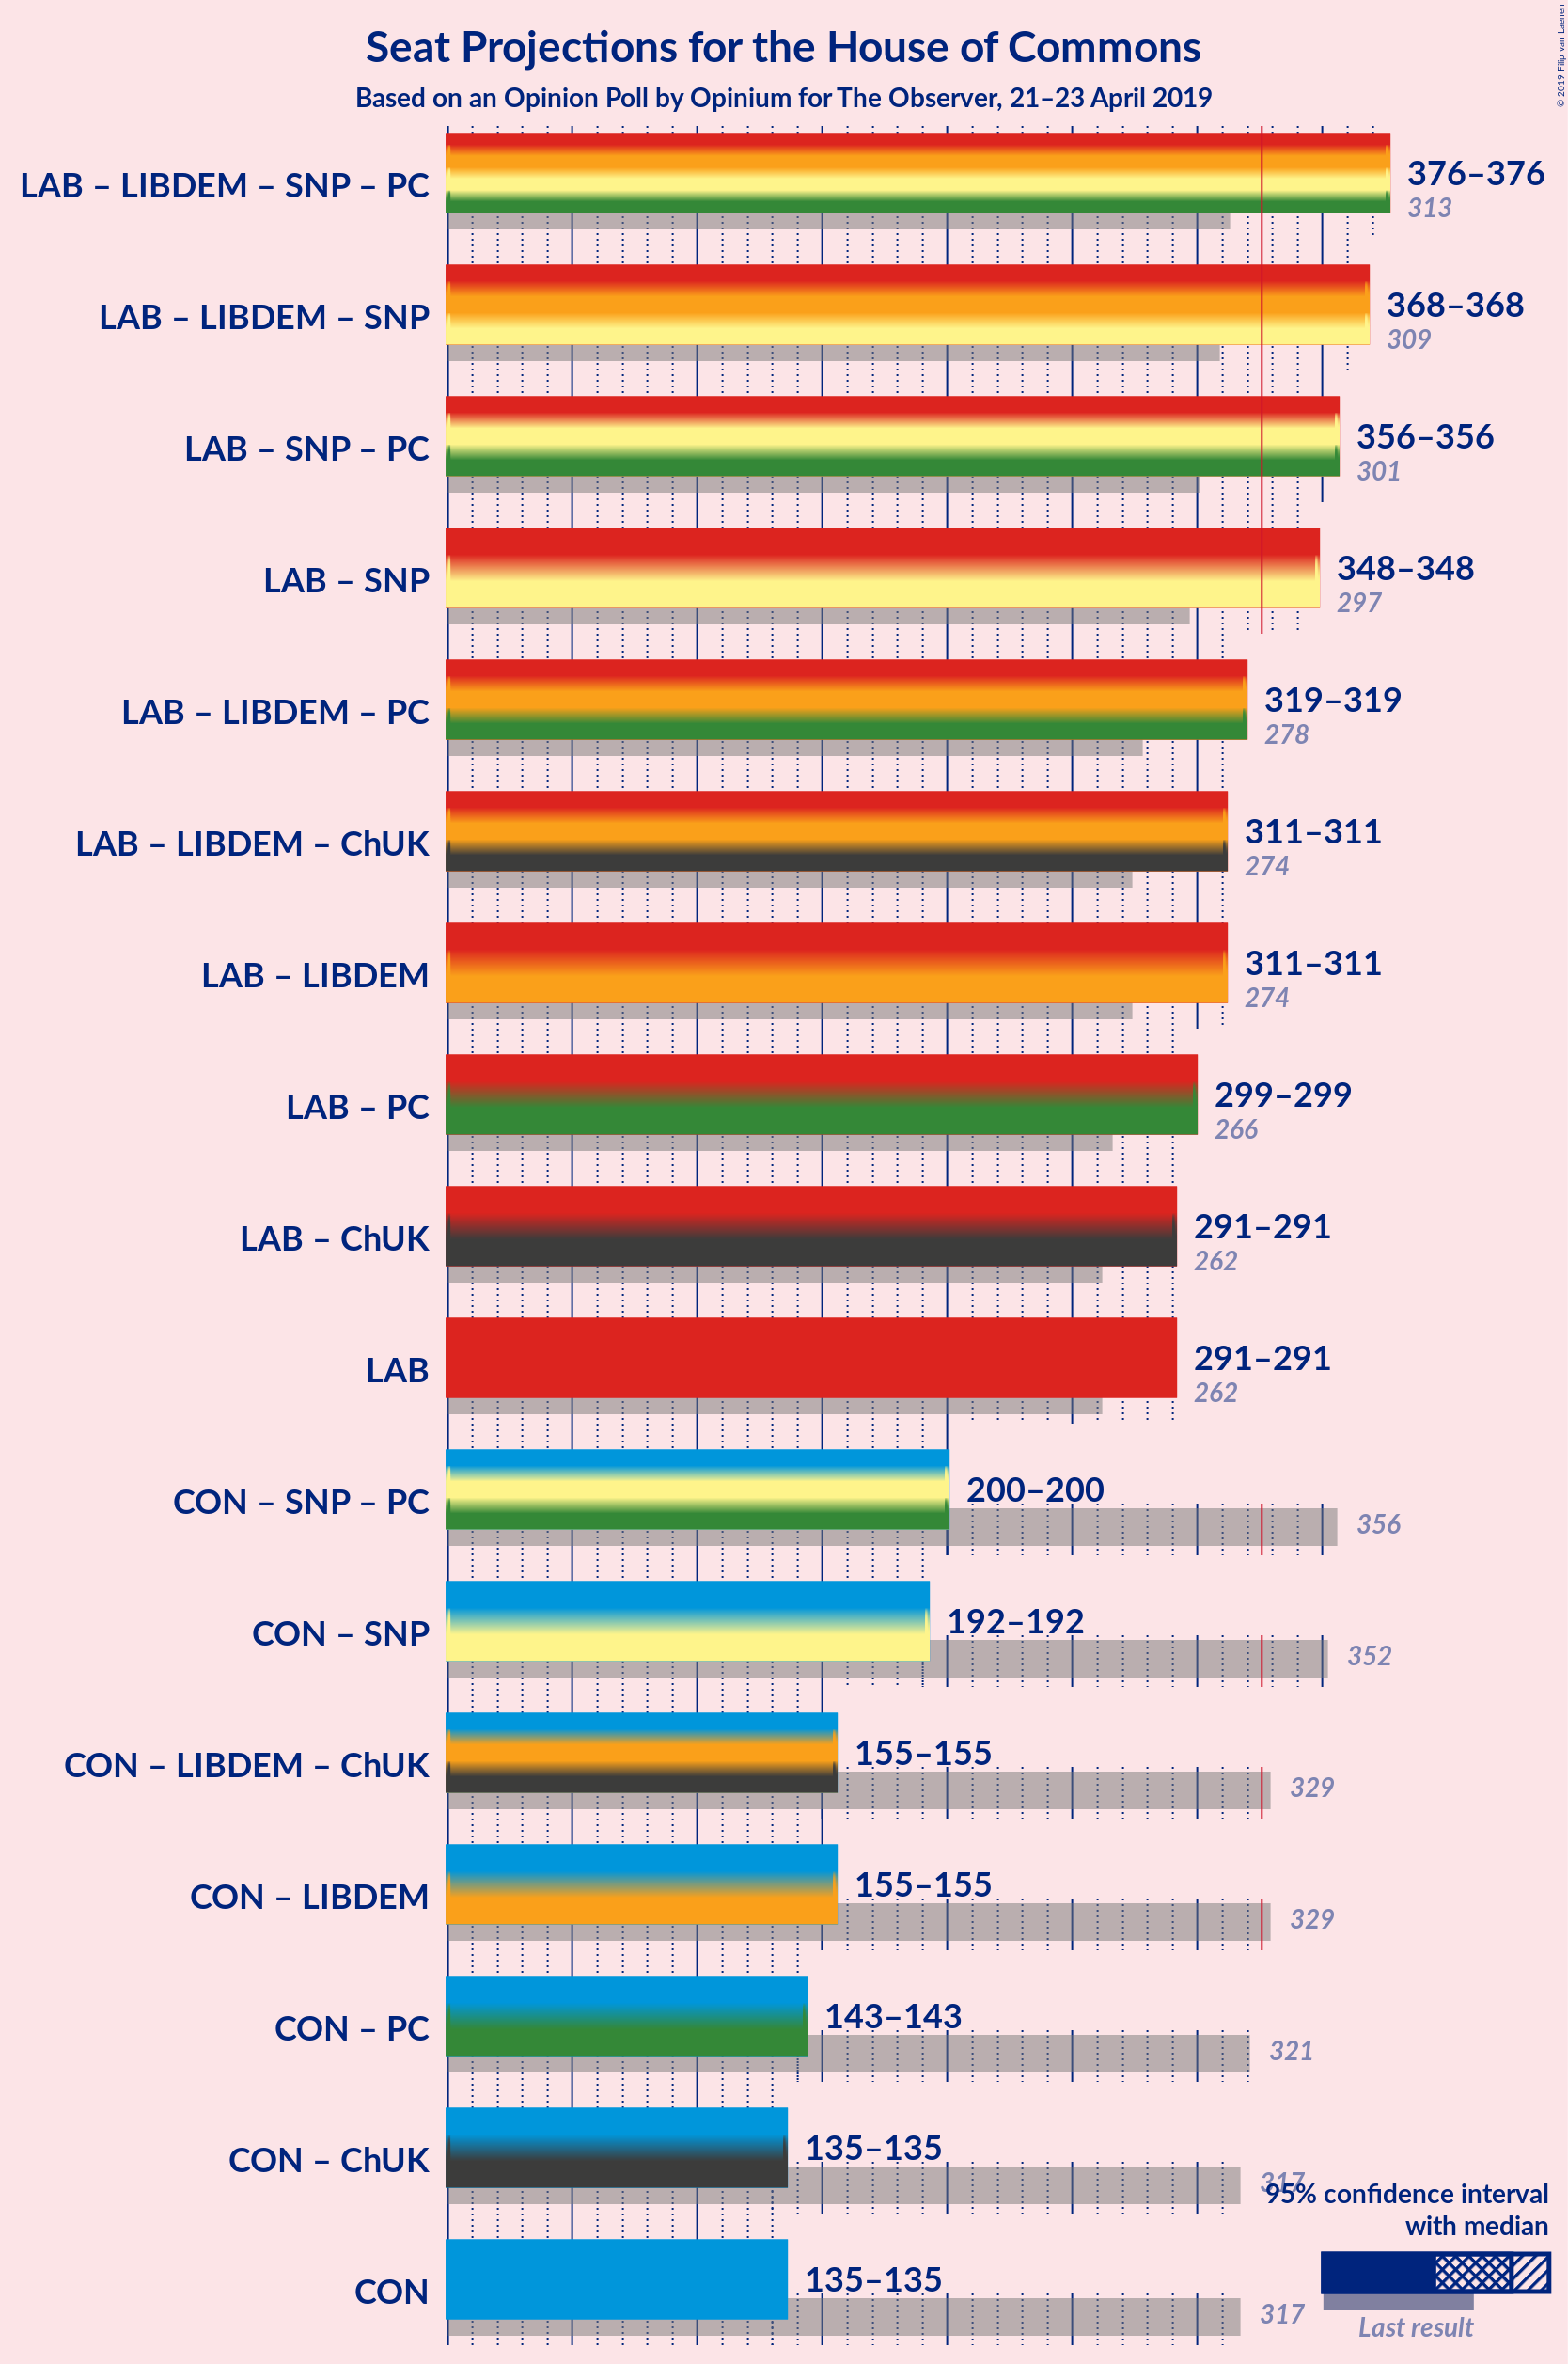 Seat Projections for the House of Commons
Based on an Opinion Poll by Opinium for The Observer, 21–23 April 2019
© 2019 Filip van Laenen
LAB – LIBDEM – SNP – PC
376–376
313
LAB – LIBDEM – SNP
368–368
309
LAB – SNP – PC
356–356
301
LAB – SNP
348–348
297
LAB – LIBDEM – PC
319–319
278
LAB – LIBDEM – ChUK
311–311
274
LAB – LIBDEM
311–311
274
LAB – PC
299–299
266
LAB – ChUK
291–291
262
LAB
291–291
262
CON – SNP – PC
200–200
356
CON – SNP
192–192
352
CON – LIBDEM – ChUK
155–155
329
CON – LIBDEM
155–155
329
CON – PC
143–143
321
CON – ChUK
135–135
317
CON
135–135
317
95% confidence interval
with median
Last result